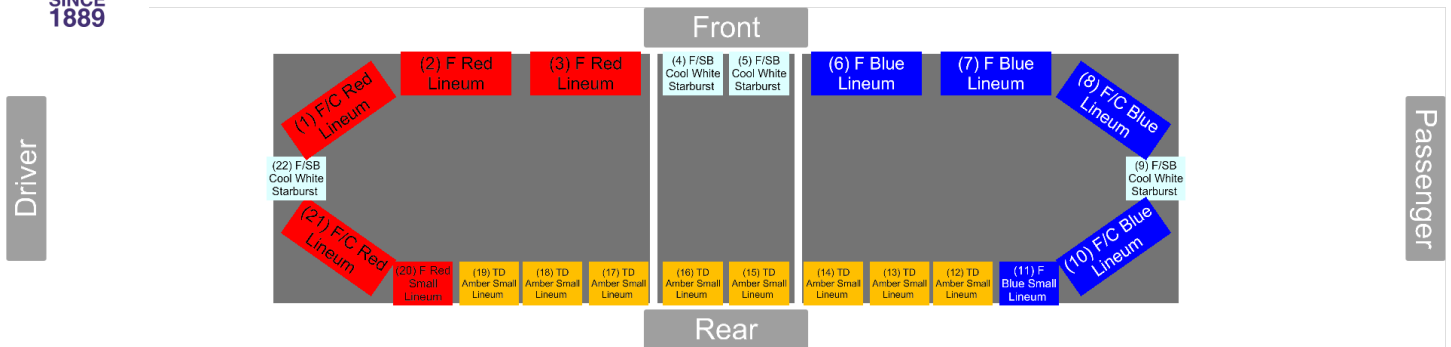 SINCE
1889
Front
Driver
Passenger
(1) F/C Red
Lineum
(2) F Red
Lineum
(3) F Red
Lineum
(4) F/SB
Cool White
Starburst
(5) F/SB
Cool White
Starburst
(6) F Blue
Lineum
(7) F Blue
Lineum
(8) F/C Blue
Lineum
(22) F/SB
Cool White
Starburst
(9) F/SB
Cool White
Starburst
(21) F/C Red
Lineum
(20) F Red
Small
Lineum
(19) TD
Amber Small
Lineum
(18) TD
Amber Small
Lineum
(17) TD
Amber Small
Lineum
(16) TD
Amber Small
Lineum
(15) TD
Amber Small
Lineum
(14) TD
Amber Small
Lineum
(13) TD
Amber Small
Lineum
(12) TD
Amber Small
Lineum
(11) F
Blue Small
Lineum
(10) F/C Blue
Lineum
Rear